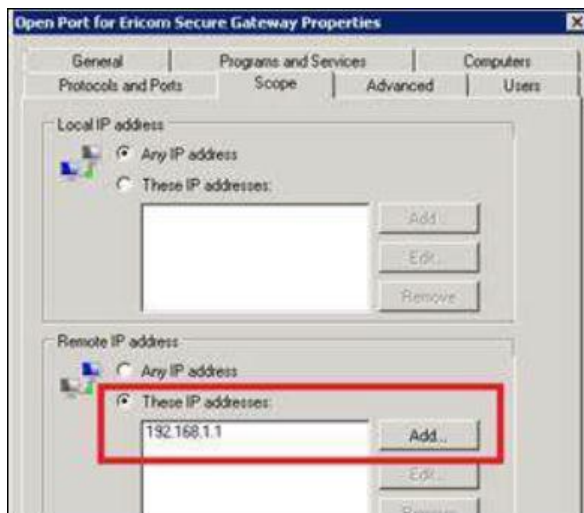 Open Port for Ericom Secure Gateway Properties
General Programs and Services Computers
Protocols and Ports Scope Advanced Users
Local IP address
Any IP address
These IP addresses:
Add...
Edit...
Remove
Remote IP address
Any IP address
These IP addresses:
192.168.1.1
Add...
Edit...
Remove